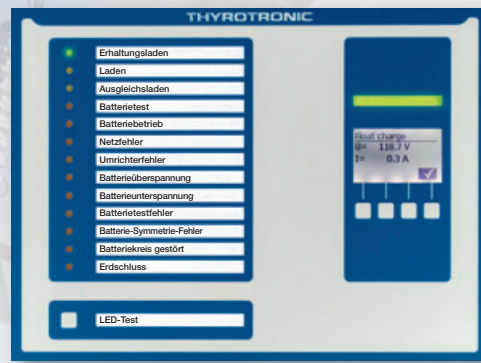 THYROTRONIC
Erhaltungsladen
Laden
Ausgleichsladen
Batterietest
Batteriebetrieb
Netzfehler
Umrichterfehler
Batterieüberspannung
Batterieunterspannung
Batterietestfehler
Batterie-Symmetrie-Fehler
Batteriekreis gestört
Erdschluss
LED-Test
Float charge
U= 118.7 V
I= 0.3 A